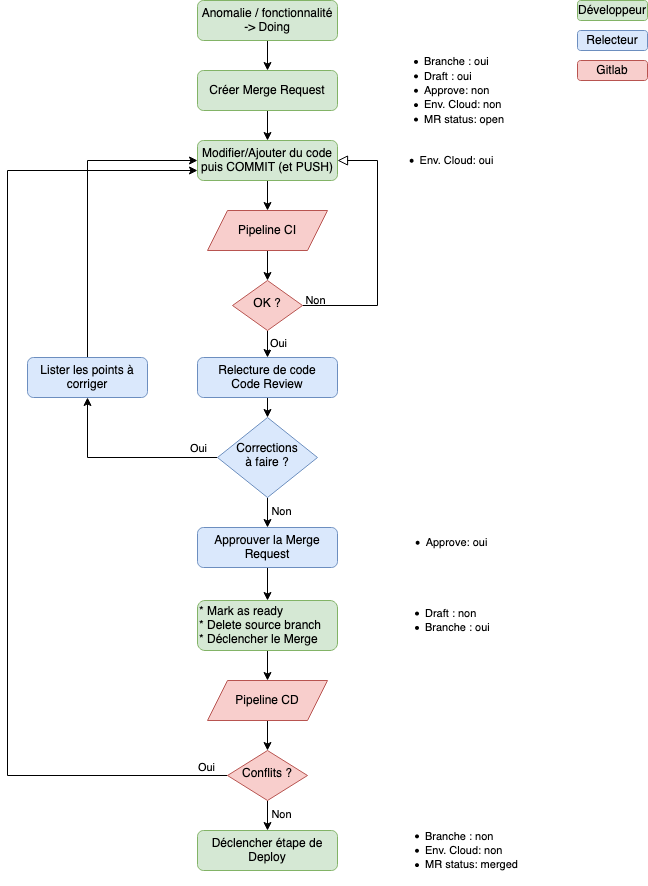 Anomalie / fonctionnalité
-> Doing
Développeur
Relecteur
Gitlab
Créer Merge Request
Branche : oui
Draft : oui
Approve: non
Env. Cloud: non
MR status: open
Modifier/Ajouter du code
puis COMMIT (et PUSH)
Env. Cloud: oui
Pipeline CI
OK ?
Non
Oui
Lister les points à
corriger
Relecture de code
Code Review
Oui
Corrections
à faire ?
Non
Approuver la Merge
Request
Approve: oui
* Mark as ready
* Delete source branch
* Déclencher le Merge
Draft : non
Branche : oui
Pipeline CD
Oui
Conflits ?
Non
Déclencher étape de
Deploy
Branche : non
Env. Cloud: non
MR status: merged